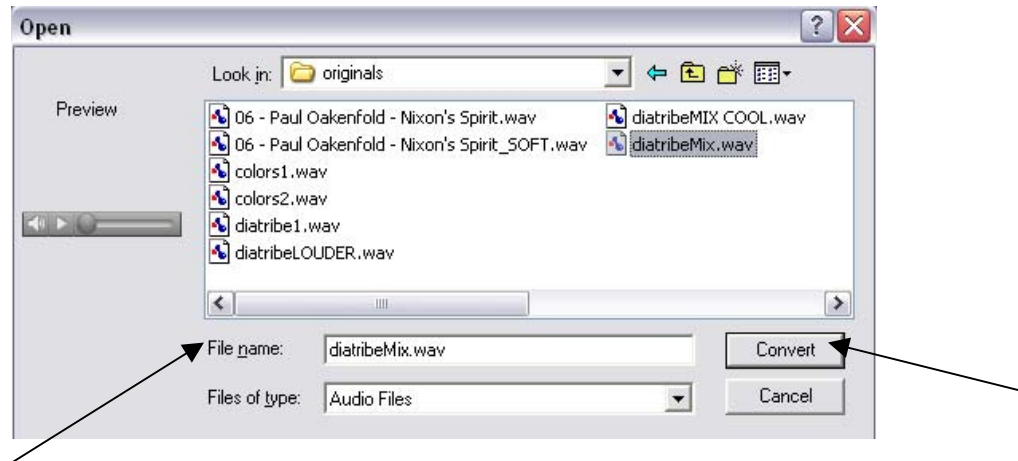 Open
Look in: originals
Preview
06 - Paul Oakenfold - Nixon's Spirit.wav
06 - Paul Oakenfold - Nixon's Spirit_SOFT.wav
colors1.wav
colors2.wav
diatribe1.wav
diatribeLOUDER.wav
diatribeMIX COOL.wav
diatribeMix.wav
File name: diatribeMix.wav Convert
Files of type: Audio Files Cancel